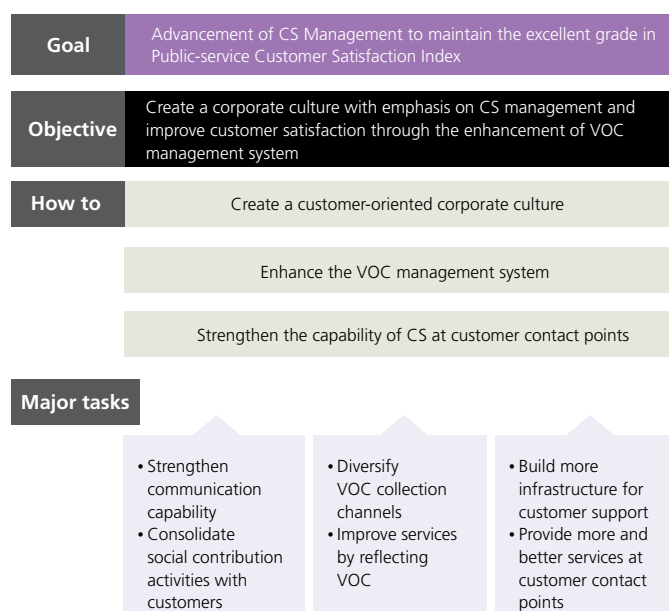 Goal
Advancement of CS Management to maintain the excellent grade in
Public-service Customer Satisfaction Index
Objective
Create a corporate culture with emphasis on CS management and
improve customer satisfaction through the enhancement of VOC
management system
How to
Create a customer-oriented corporate culture
Enhance the VOC management system
Strengthen the capability of CS at customer contact points
Major tasks
• Strengthen
communication
capability
• Consolidate
social contribution
activities with
customers
• Diversify
VOC collection
channels
• Improve services
by reflecting
VOC
• Build more
infrastructure for
customer support
• Provide more and
better services at
customer contact
points